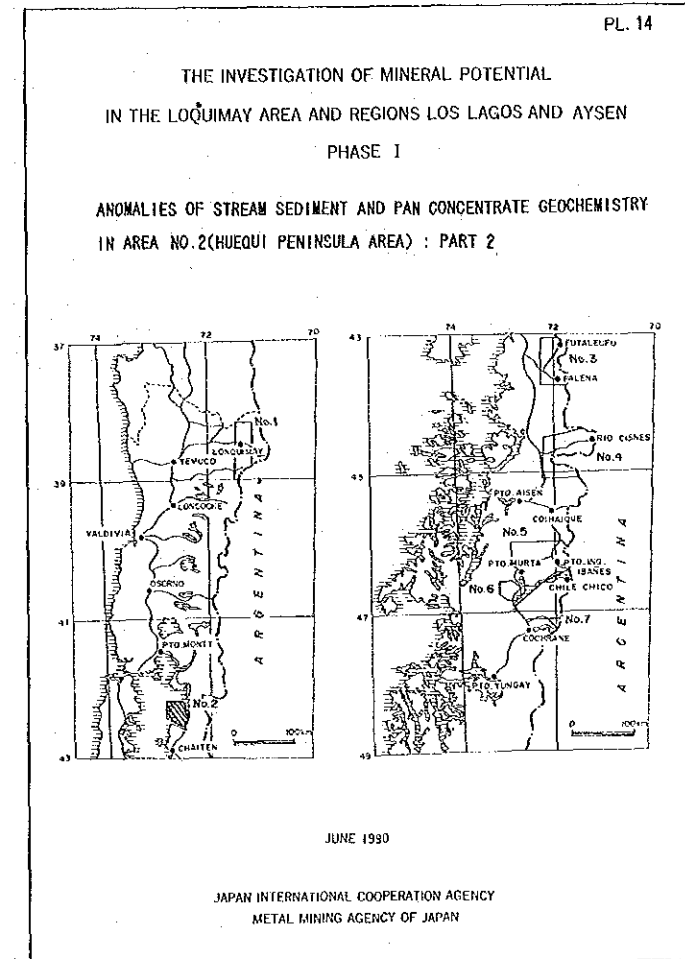 PL. 14
THE INVESTIGATION OF MINERAL POTENTIAL
IN THE LOQUIMAY AREA AND REGIONS LOS LAGOS AND AYSEN
PHASE I
ANOMALIES OF STREAM SEDIMENT AND PAN CONCENTRATE GEOCHEMISTRY
IN AREA NO.2(HUEQUI PENINSULA AREA) : PART 2
74
72
70
37
No.1
LONQUIMAY
TEMUCO
39
LONCOCHE
VALDIVIA
OSORNO
41
PTO.MONTT
ARGENTINA
No.2
0
100km
CHAITEN
43
74
72
70
43
FUTALEUFU
No.3
PALENA
RIO CISNES
No.4
45
PTO.AISEN
COIHAIQUE
No.5
PTO.MURTA
PTO.ING.
IBAÑES
No.6
CHILE CHICO
47
No.7
COCHRANE
PTO.YUNGAY
ARGENTINA
0
100km
49
JUNE 1990
JAPAN INTERNATIONAL COOPERATION AGENCY
METAL MINING AGENCY OF JAPAN